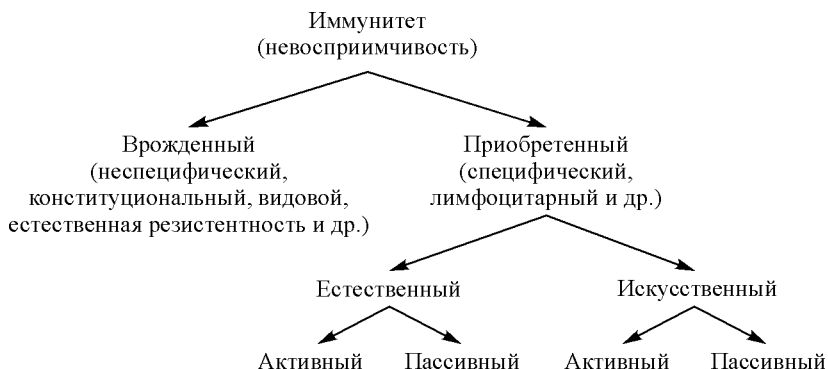 Иммунитет
(невосприимчивость)
Врожденный
(неспецифический,
конституциональный, видовой,
естественная резистентность и др.)
Приобретенный
(специфический,
лимфоцитарный и др.)
Естественный
Искусственный
Активный
Пассивный
Активный
Пассивный